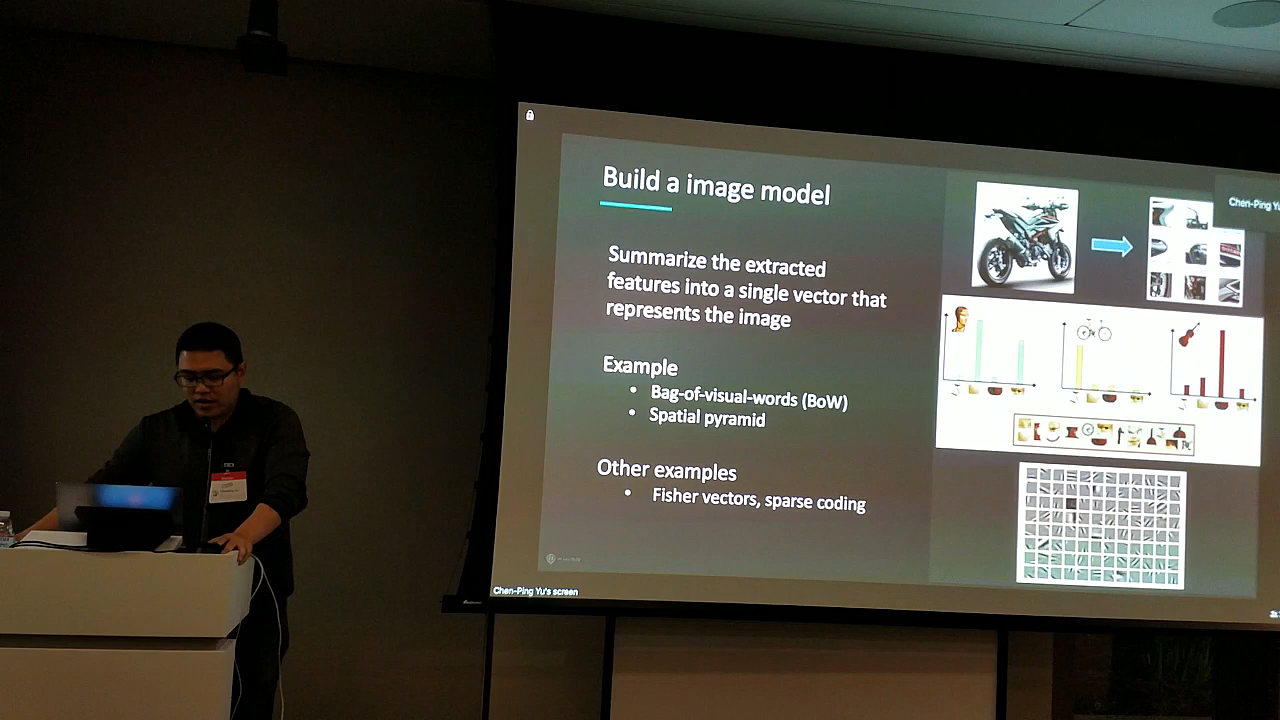 Build a image model
Chen-Ping Yu
Summarize the extracted
features into a single vector that
represents the image
Example
• Bag-of-visual-words (BoW)
• Spatial pyramid
Other examples
• Fisher vectors, sparse coding
Chen-Ping Yu's screen